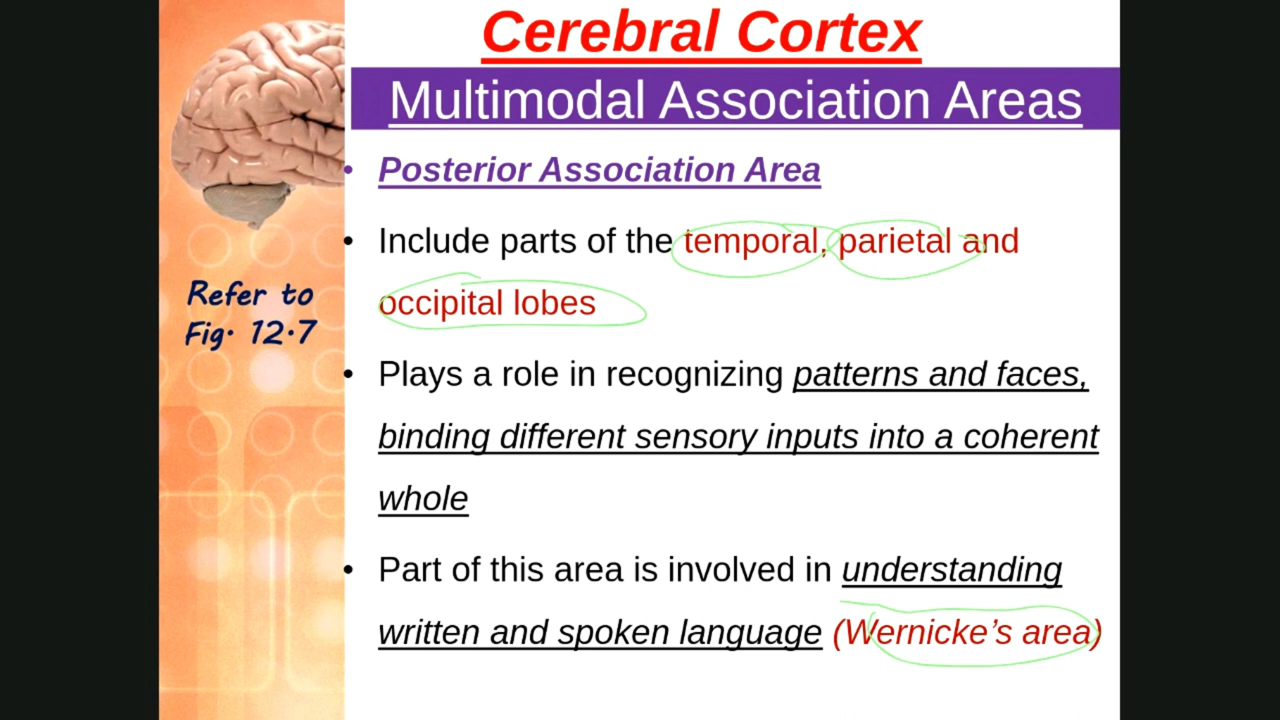 Cerebral Cortex
Multimodal Association Areas
• Posterior Association Area
• Include parts of the temporal, parietal and
occipital lobes
Refer to
Fig. 12.7
• Plays a role in recognizing patterns and faces,
binding different sensory inputs into a coherent
whole
• Part of this area is involved in understanding
written and spoken language (Wernicke’s area)